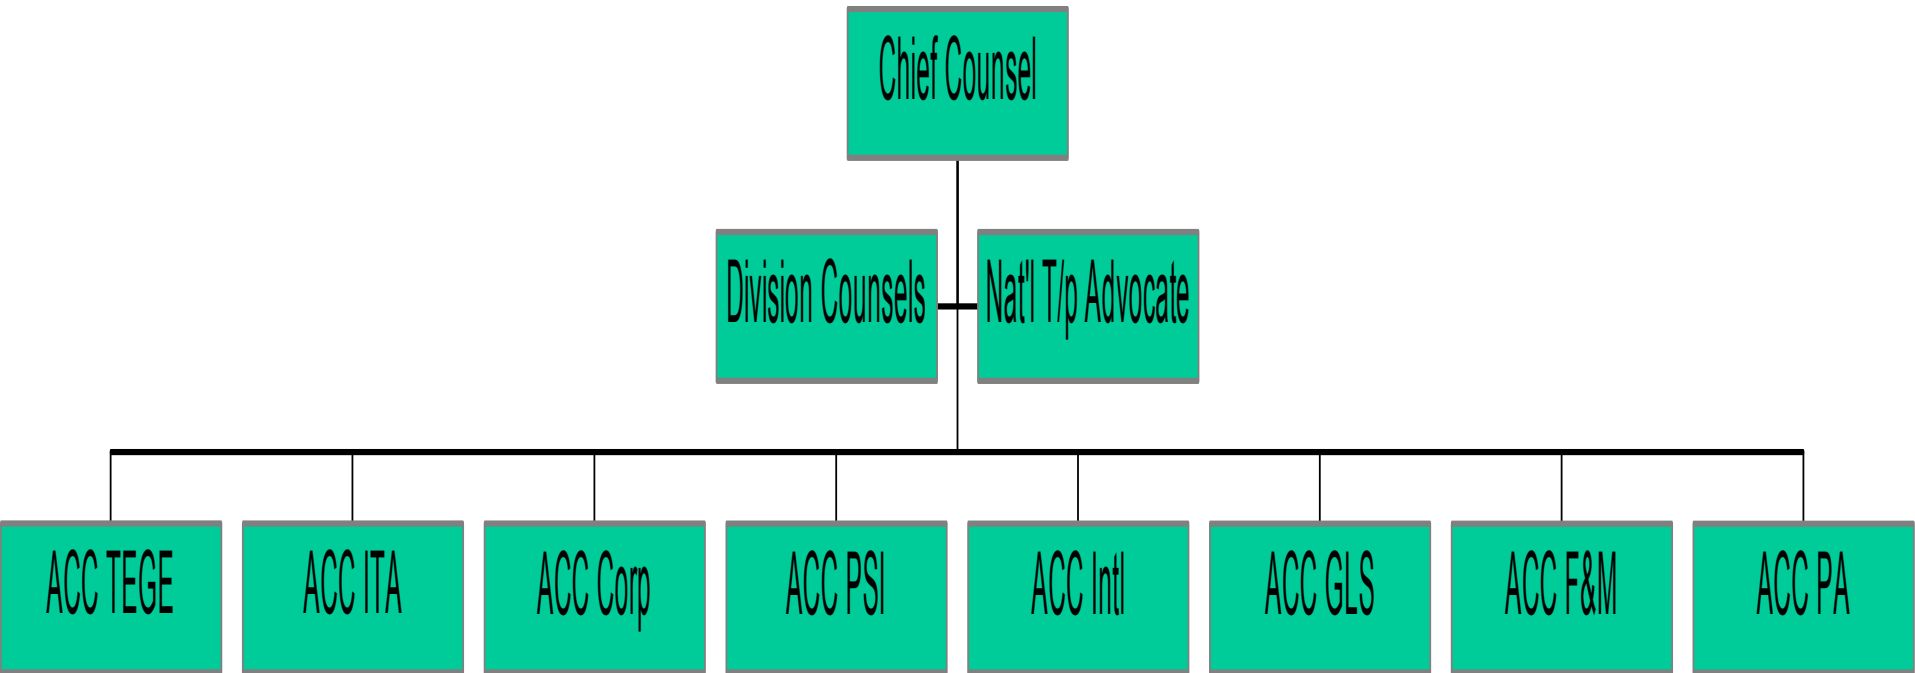 Chief Counsel
Division Counsels
Nat'l T/p Advocate
ACC TEGE
ACC ITA
ACC Corp
ACC PSI
ACC Intl
ACC GLS
ACC F&M
ACC PA